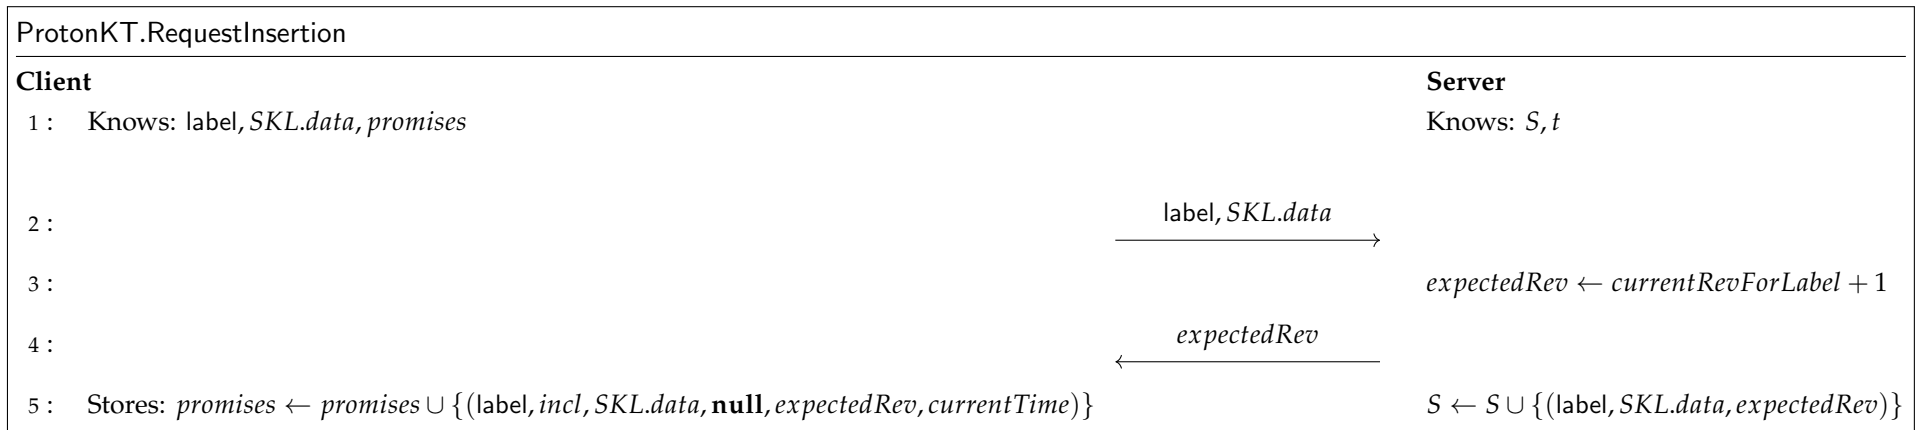 ProtonKT.RequestInsertion
Client Server
1 : Knows: label, SKL.data, promises Knows: S, t
2 : label, SKL.data
3 : expectedRev ← currentRevForLabel + 1
4 : expectedRev
5 : Stores: promises ← promises ∪ {(label, incl, SKL.data, null, expectedRev, currentTime)} S ← S ∪ {(label, SKL.data, expectedRev)}